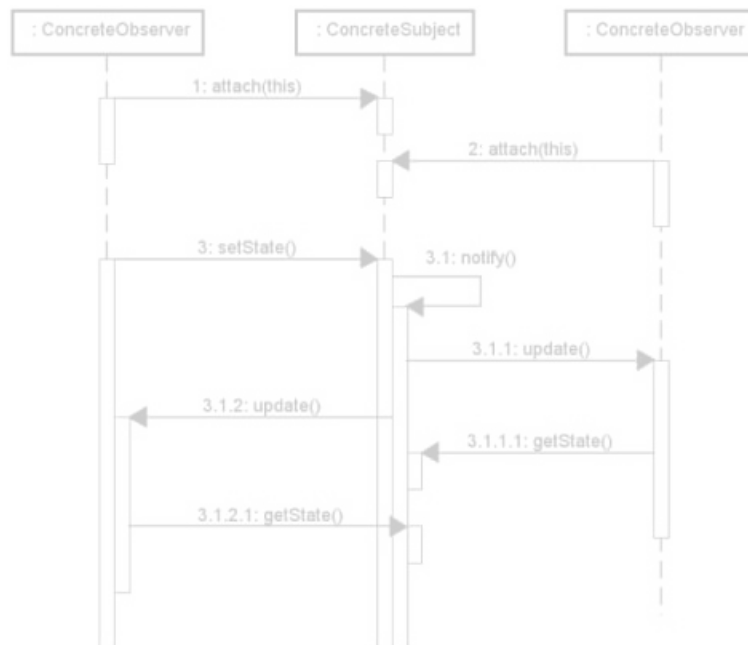 : ConcreteObserver
: ConcreteSubject
: ConcreteObserver
1: attach(this)
2: attach(this)
3: setState()
3.1: notify()
3.1.1: update()
3.1.2: update()
3.1.1.1: getState()
3.1.2.1: getState()